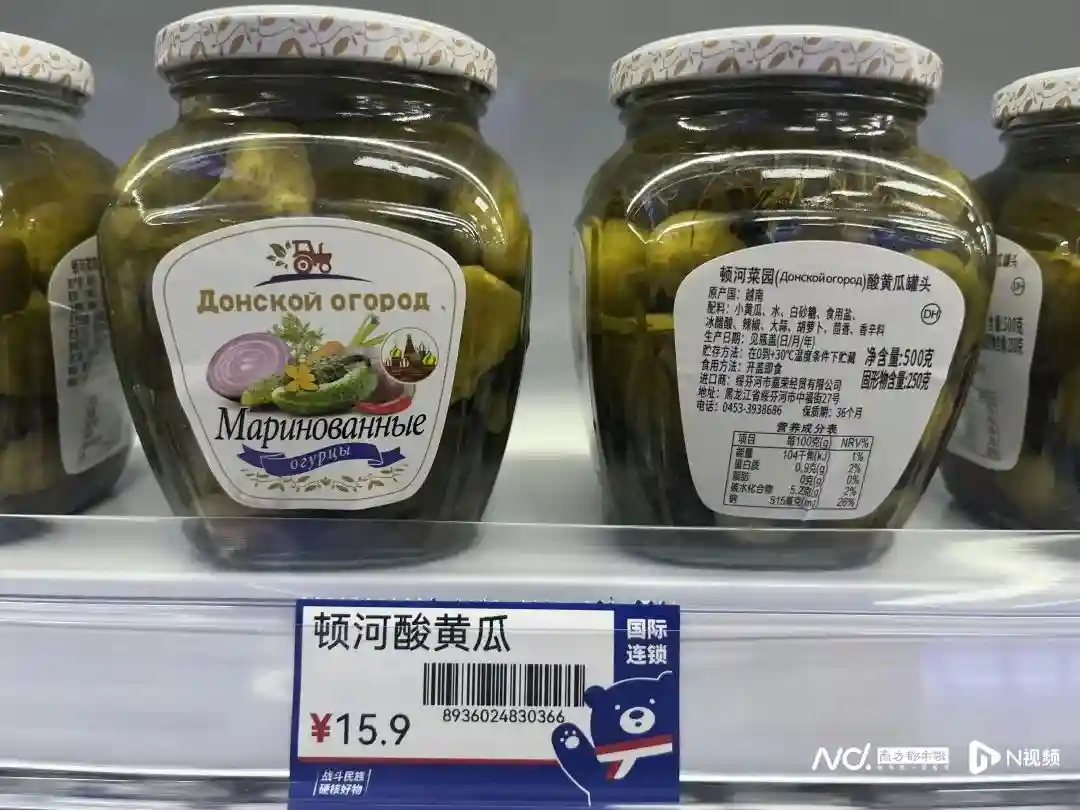 Донской огород
Маринованные
огурцы
顿河菜园(Донской огород)酸黄瓜罐头
原产国：越南
配料：小黄瓜、水、白砂糖、食用盐、
冰醋酸、辣椒、大蒜、胡萝卜、茴香、香辛料
生产日期：见瓶盖(日/月/年)
贮存方法：在0到+30℃温度条件下贮藏
食用方法：开盖即食
进口商：绥芬河市嘉荣经贸有限公司
地址：黑龙江省绥芬河市中福街27号
电话：0453-3938686 保质期：36个月
DH
净含量:500克
固形物含量:250克
营养成分表
项目 每100克(g) NRV%
能量 104千焦(kJ) 1%
蛋白质 0.9克(g) 2%
脂肪 0克(g) 0%
碳水化合物 5.2克(g) 2%
钠 515毫克(mg) 26%
顿河酸黄瓜
国际
连锁
8936024830366
¥15.9
战斗民族
硬核好物
南方都市报
N视频